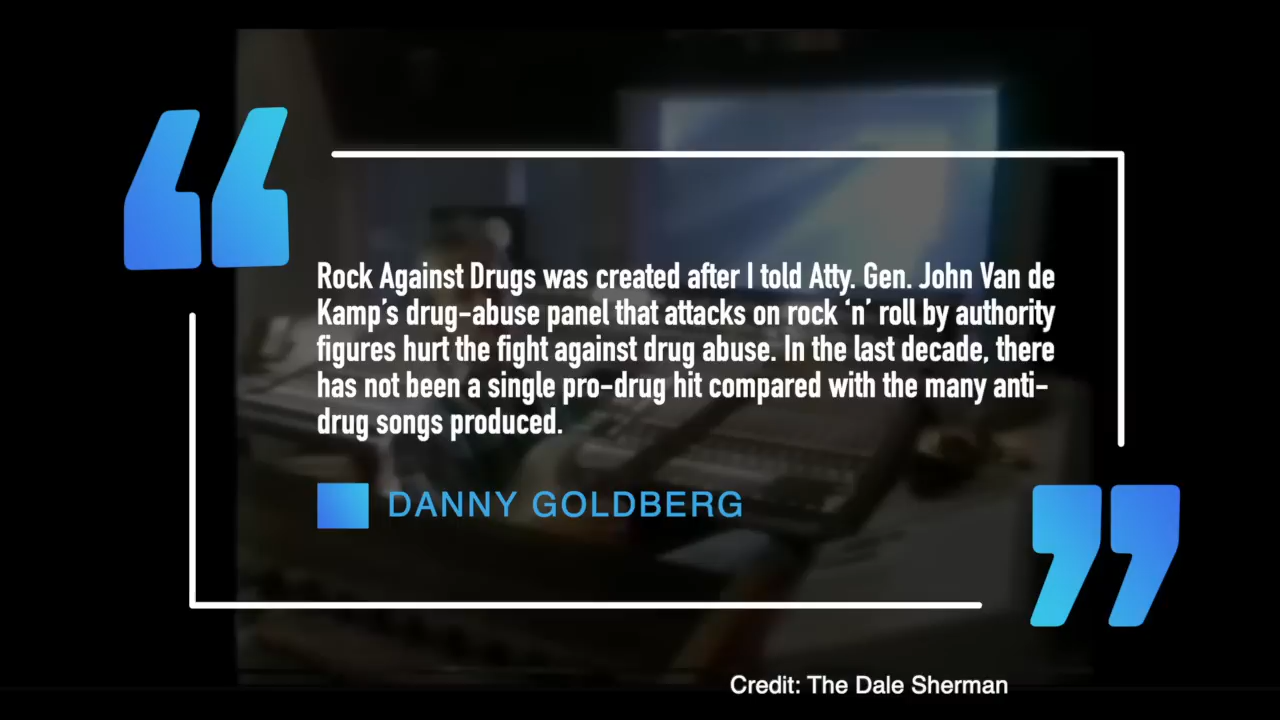 Rock Against Drugs was created after I told Atty. Gen. John Van de
Kamp's drug-abuse panel that attacks on rock ‘n’ roll by authority
figures hurt the fight against drug abuse. In the last decade, there
has not been a single pro-drug hit compared with the many anti-
drug songs produced.
DANNY GOLDBERG
Credit: The Dale Sherman